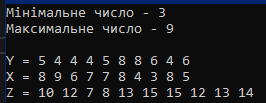 Мінімальне число - 3
Максимальне число - 9
Y = 5 4 4 4 5 8 8 6 4 6
X = 8 9 6 7 7 8 4 3 8 5
Z = 10 12 7 8 13 15 15 12 13 14